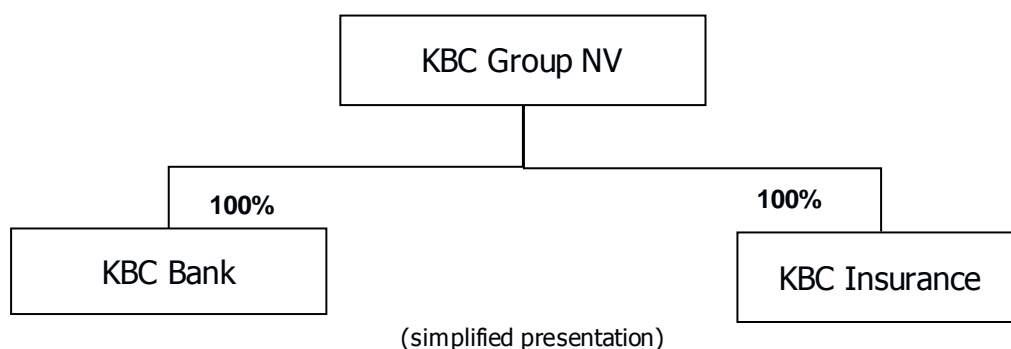 KBC Group NV
100%
100%
KBC Bank
KBC Insurance
(simplified presentation)